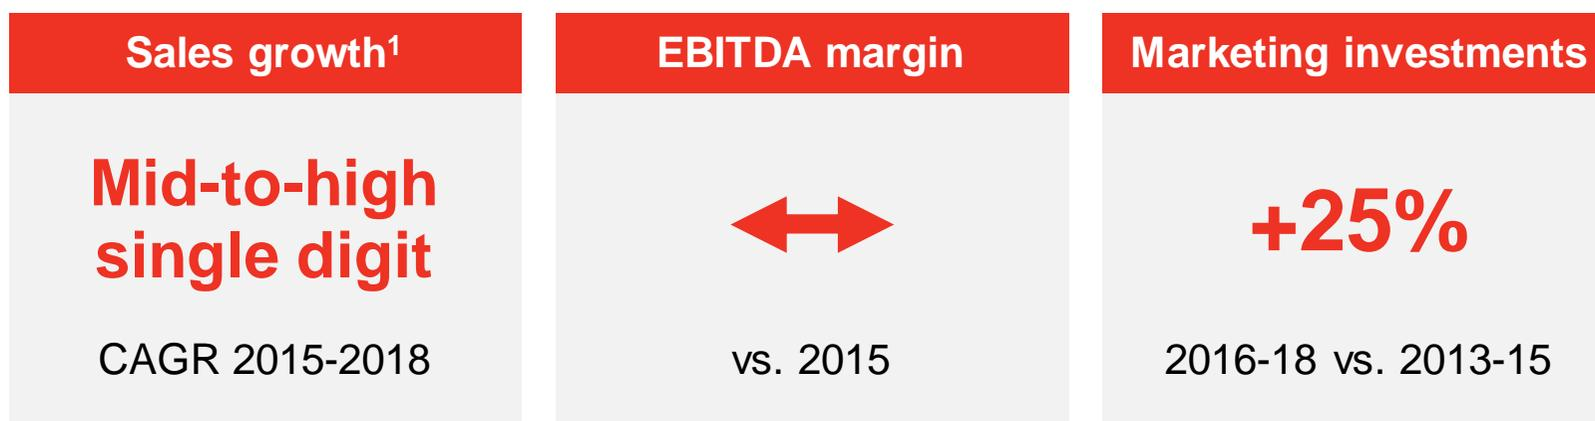 Sales growth¹
Mid-to-high
single digit
CAGR 2015-2018
EBITDA margin
vs. 2015
Marketing investments
+25%
2016-18 vs. 2013-15